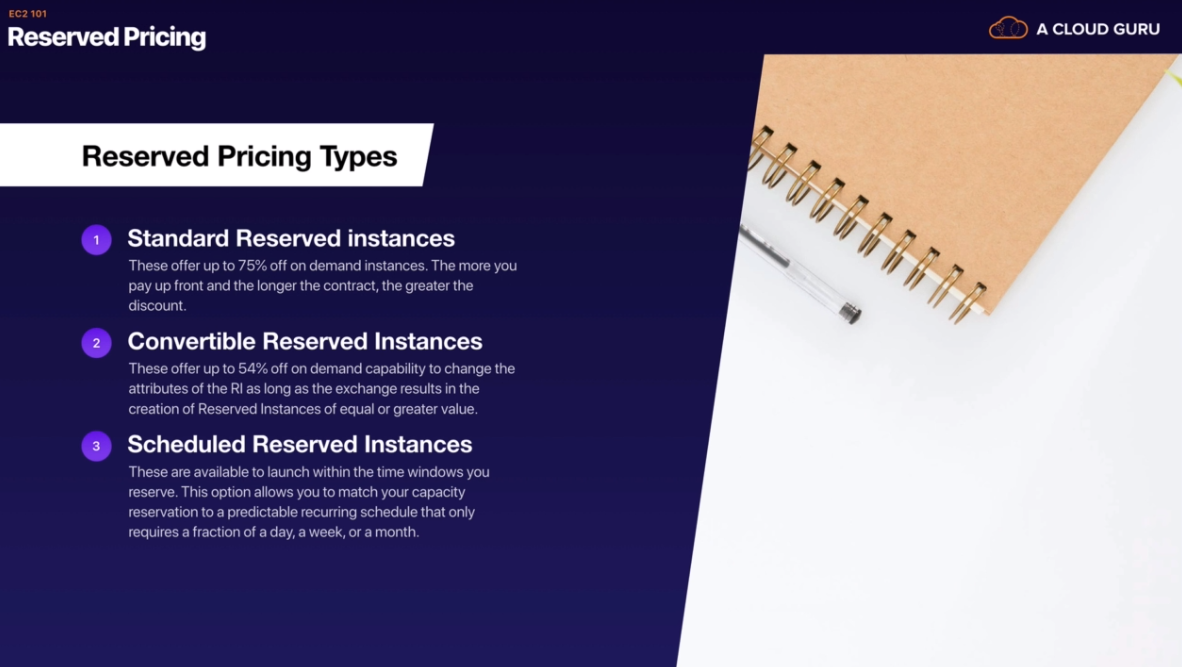 EC2 101
Reserved Pricing
A CLOUD GURU
Reserved Pricing Types
1
Standard Reserved instances
These offer up to 75% off on demand instances. The more you
pay up front and the longer the contract, the greater the
discount.
2
Convertible Reserved Instances
These offer up to 54% off on demand capability to change the
attributes of the RI as long as the exchange results in the
creation of Reserved Instances of equal or greater value.
3
Scheduled Reserved Instances
These are available to launch within the time windows you
reserve. This option allows you to match your capacity
reservation to a predictable recurring schedule that only
requires a fraction of a day, a week, or a month.